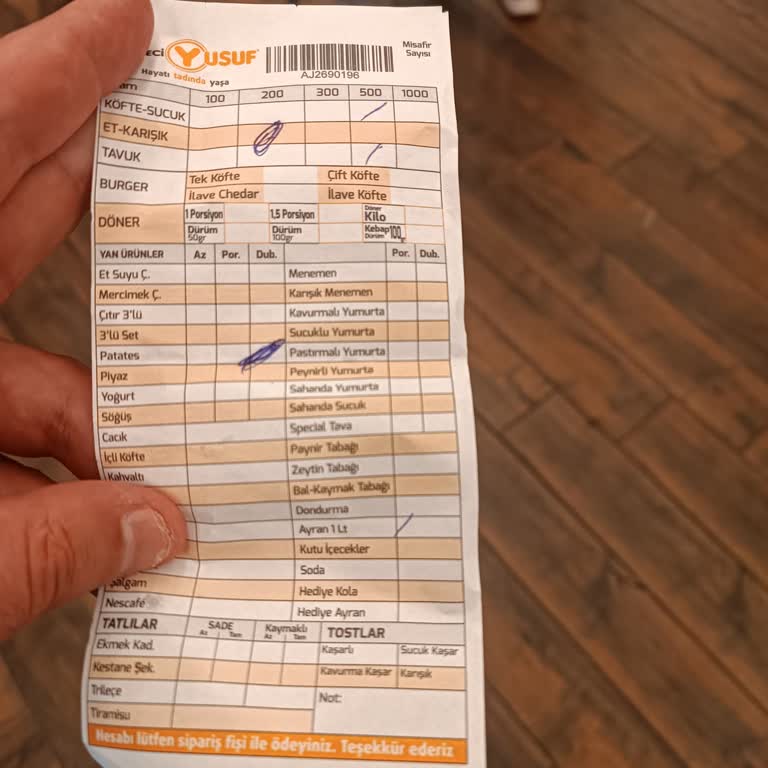 ECİ YUSUF
Hayatı tadında yaşa
AJ2690196
Misafir
Sayısı
am 100 200 300 500 1000
KÖFTE-SUCUK
ET-KARIŞIK
TAVUK
BURGER Tek Köfte Çift Köfte
İlave Chedar İlave Köfte
DÖNER 1 Porsiyon 1,5 Porsiyon Döner Kilo
Dürüm 50gr Dürüm 100gr Kebap Dürüm 100gr
YAN ÜRÜNLER Az Por. Dub. Por. Dub.
Et Suyu Ç. Menemen
Mercimek Ç. Karışık Menemen
Çıtır 3'lü Kavurmalı Yumurta
3'lü Set Sucuklu Yumurta
Patates Pastırmalı Yumurta
Piyaz Peynirli Yumurta
Yoğurt Sahanda Yumurta
Söğüş Sahanda Sucuk
Cacık Special Tava
İçli Köfte Paynir Tabağı
Kahvaltı Zeytin Tabağı
Bal-Kaymak Tabağı
Dondurma
Ayran 1 Lt
Kutu İçecekler
Soda
Şalgam Hediye Kola
Nescafé Hediye Ayran
TATLILAR SADE Az Tam Kaymaklı Az Tam TOSTLAR
Ekmek Kad. Kaşarlı Sucuk Kaşar
Kestane Şek. Kavurma Kaşar Karışık
Trileçe Not:
Tiramisu
Hesabı lütfen sipariş fişi ile ödeyiniz. Teşekkür ederiz